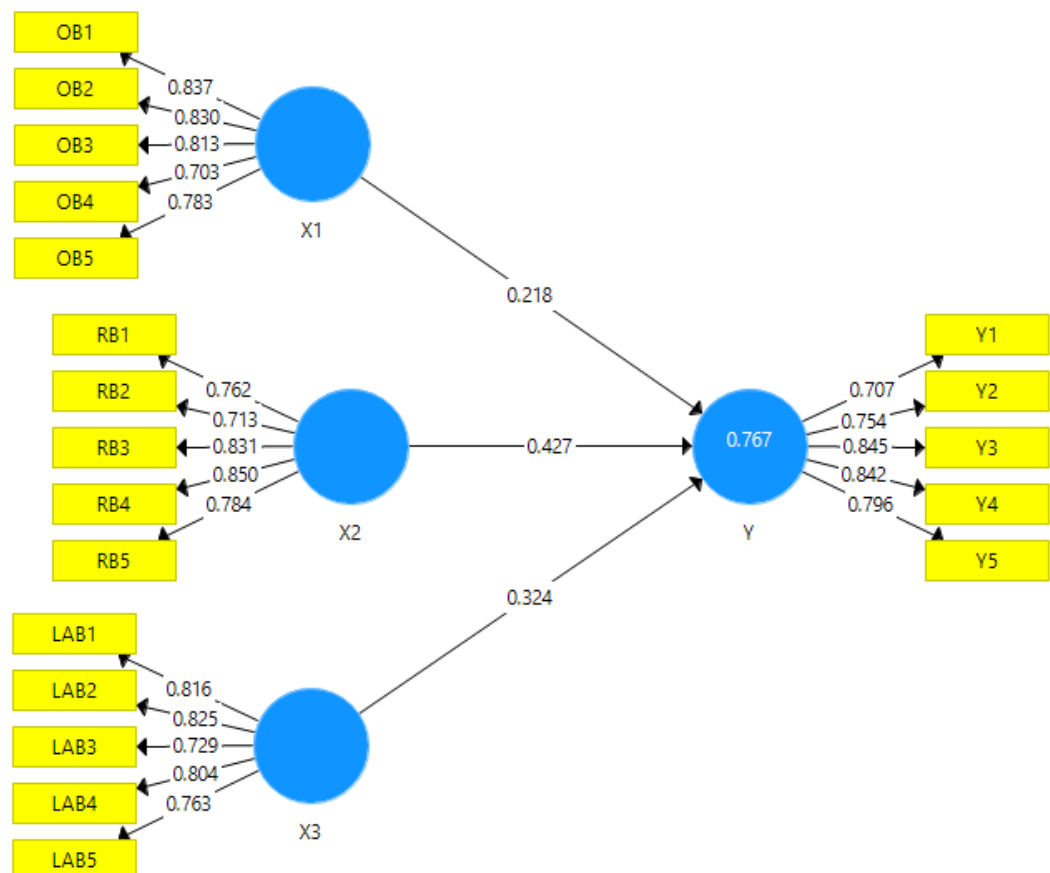 OB1
OB2
OB3
OB4
OB5
0.837
0.830
0.813
0.703
0.783
X1
0.218
RB1
RB2
RB3
RB4
RB5
0.762
0.713
0.831
0.850
0.784
X2
0.427
LAB1
LAB2
LAB3
LAB4
LAB5
0.816
0.825
0.729
0.804
0.763
X3
0.324
0.767
Y
0.707
0.754
0.845
0.842
0.796
Y1
Y2
Y3
Y4
Y5